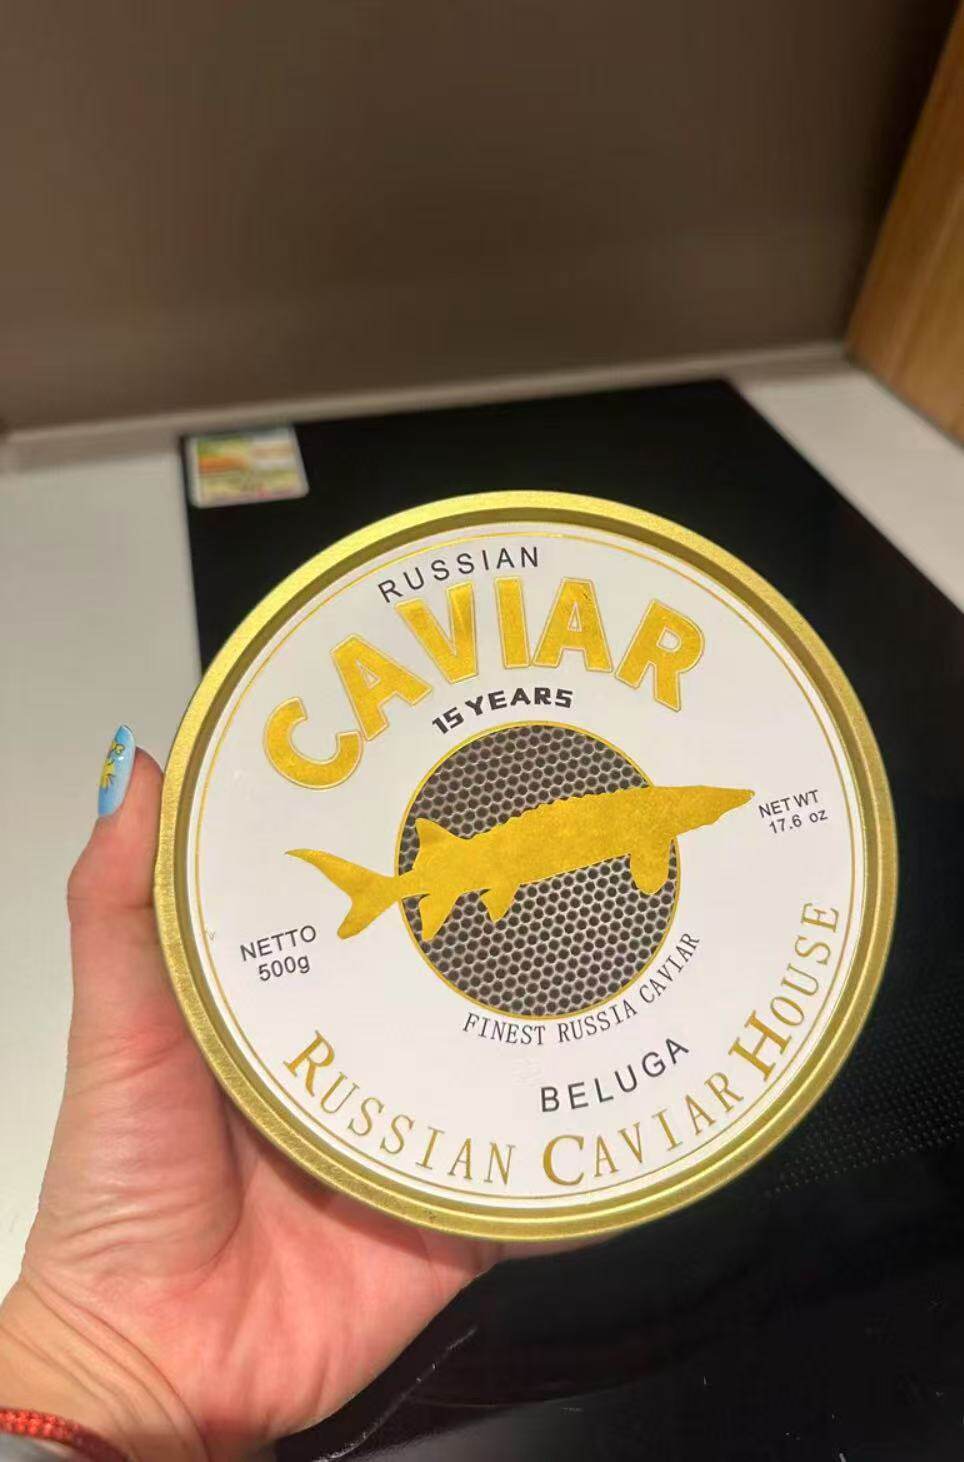 RUSSIAN
CAVIAR
15 YEARS
NET WT
17.6 oz
NETTO
500g
FINEST RUSSIA CAVIAR
BELUGA
RUSSIAN CAVIAR HOUSE